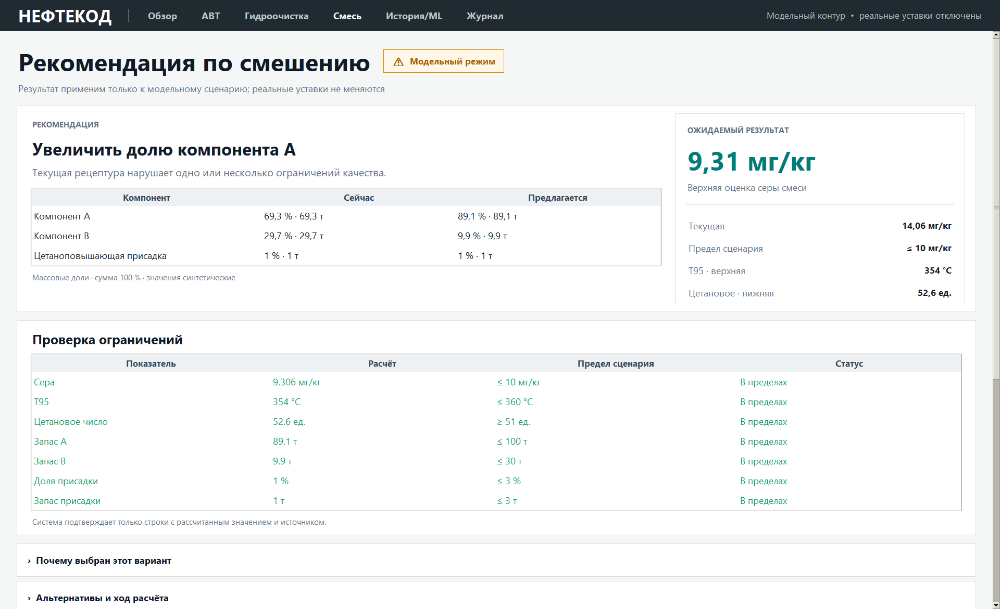 НЕФТЕКОД Обзор АВТ Гидроочистка Смесь История/ML Журнал Модельный контур • реальные уставки отключены
Рекомендация по смешению ⚠ Модельный режим
Результат применим только к модельному сценарию; реальные уставки не меняются
РЕКОМЕНДАЦИЯ
Увеличить долю компонента А
Текущая рецептура нарушает одно или несколько ограничений качества.
Компонент Сейчас Предлагается
Компонент А 69,3 % · 69,3 т 89,1 % · 89,1 т
Компонент В 29,7 % · 29,7 т 9,9 % · 9,9 т
Цетаноповышающая присадка 1 % · 1 т 1 % · 1 т
Массовые доли · сумма 100 % · значения синтетические
ОЖИДАЕМЫЙ РЕЗУЛЬТАТ
9,31 мг/кг
Верхняя оценка серы смеси
Текущая 14,06 мг/кг
Предел сценария ≤ 10 мг/кг
Т95 · верхняя 354 °C
Цетановое · нижняя 52,6 ед.
Проверка ограничений
Показатель Расчёт Предел сценария Статус
Сера 9.306 мг/кг ≤ 10 мг/кг В пределах
Т95 354 °C ≤ 360 °C В пределах
Цетановое число 52.6 ед. ≥ 51 ед. В пределах
Запас А 89.1 т ≤ 100 т В пределах
Запас В 9.9 т ≤ 30 т В пределах
Доля присадки 1 % ≤ 3 % В пределах
Запас присадки 1 т ≤ 3 т В пределах
Система подтверждает только строки с рассчитанным значением и источником.
› Почему выбран этот вариант
› Альтернативы и ход расчёта